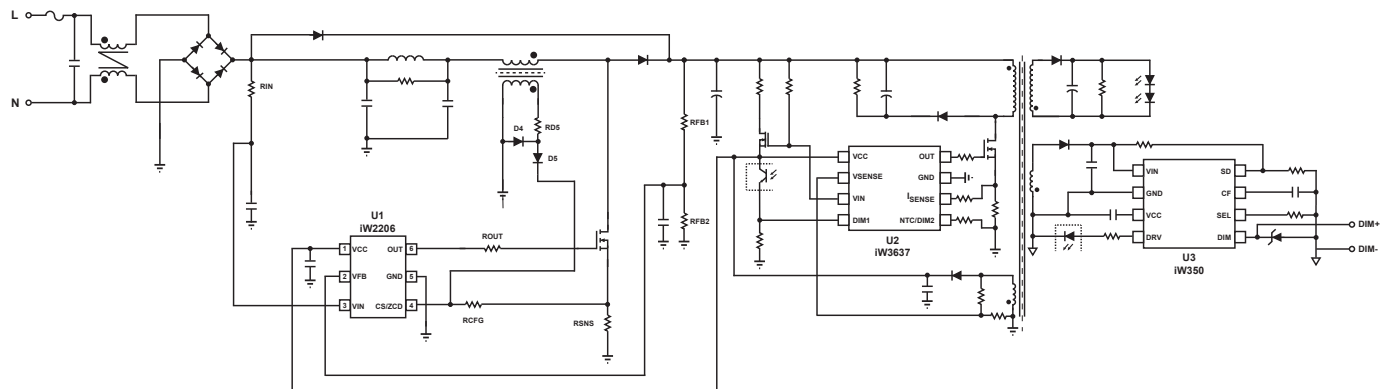 L
N
RIN
D4
RD5
D5
RFB1
RFB2
U1
iW2206
1 VCC
2 VFB
3 VIN
OUT 6
GND 5
CS/ZCD 4
ROUT
RCFG
RSNS
VCC
VSENSE
VIN
DIM1
OUT
GND
ISENSE
NTC/DIM2
U2
iW3637
VIN
GND
VCC
DRV
SD
CF
SEL
DIM
U3
iW350
DIM+
DIM-